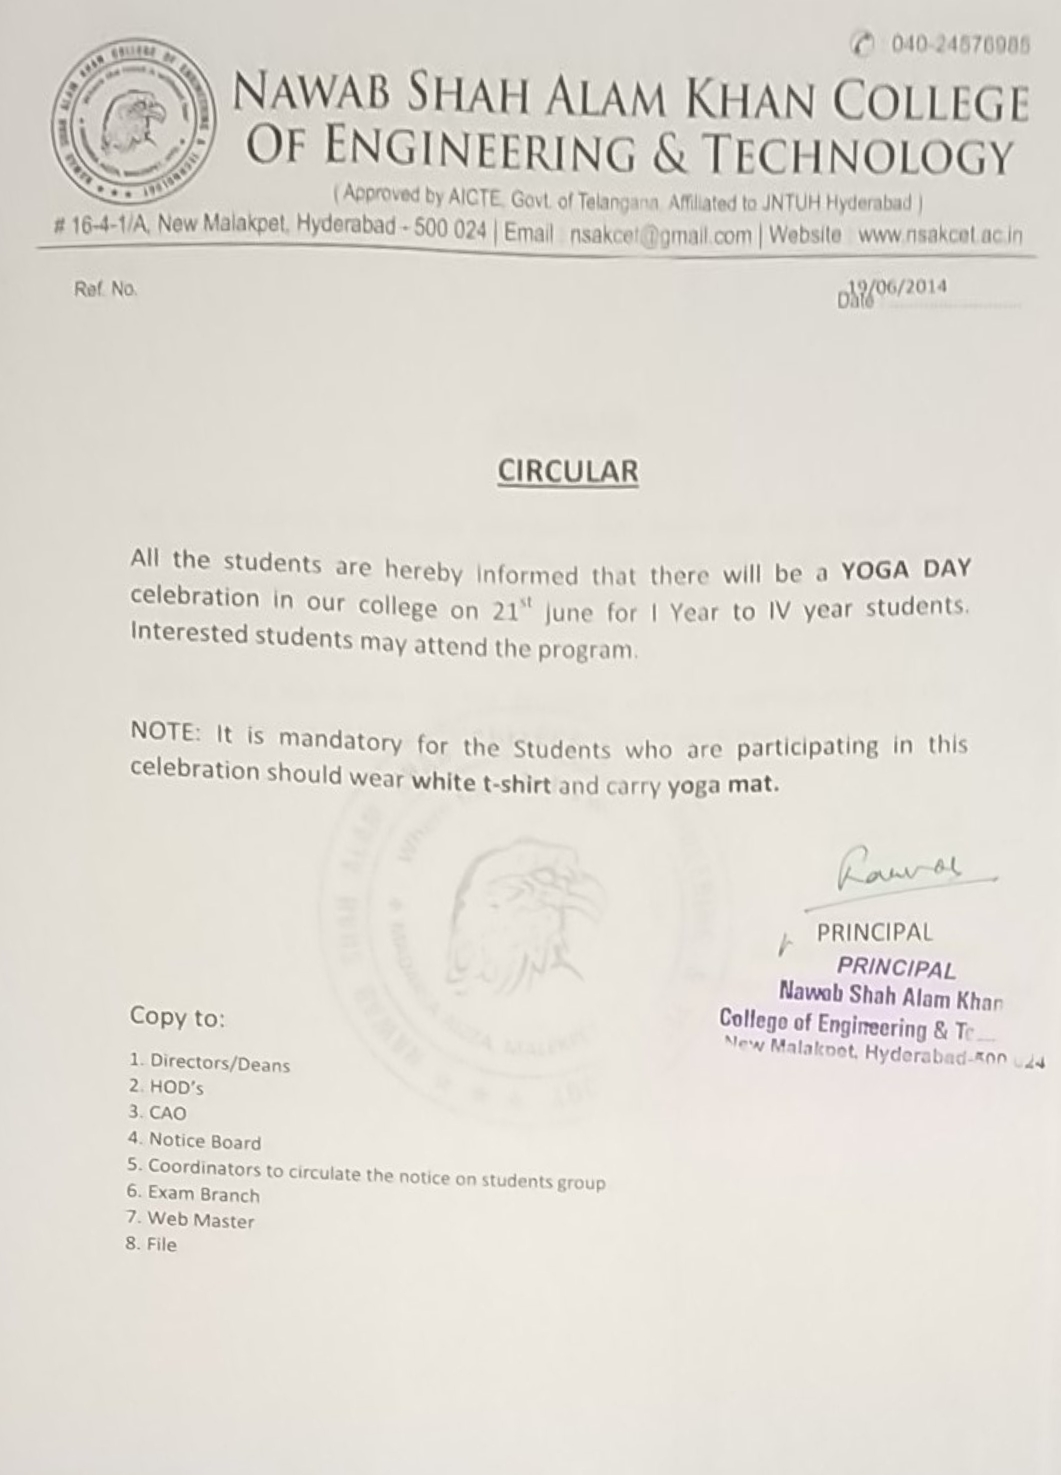 040-24576985
NAWAB SHAH ALAM KHAN COLLEGE
OF ENGINEERING & TECHNOLOGY
( Approved by AICTE, Govt. of Telangana, Affiliated to JNTUH Hyderabad )
# 16-4-1/A, New Malakpet, Hyderabad - 500 024 | Email : nsakcet@gmail.com | Website : www.nsakcet.ac.in
Ref. No.
19/06/2014
Date
CIRCULAR
All the students are hereby informed that there will be a YOGA DAY
celebration in our college on 21st june for I Year to IV year students.
Interested students may attend the program.
NOTE: It is mandatory for the Students who are participating in this
celebration should wear white t-shirt and carry yoga mat.
PRINCIPAL
PRINCIPAL
Nawab Shah Alam Khan
College of Engineering &
New Malakpet, Hyderabad-500 024
Copy to:
1. Directors/Deans
2. HOD's
3. CAO
4. Notice Board
5. Coordinators to circulate the notice on students group
6. Exam Branch
7. Web Master
8. File